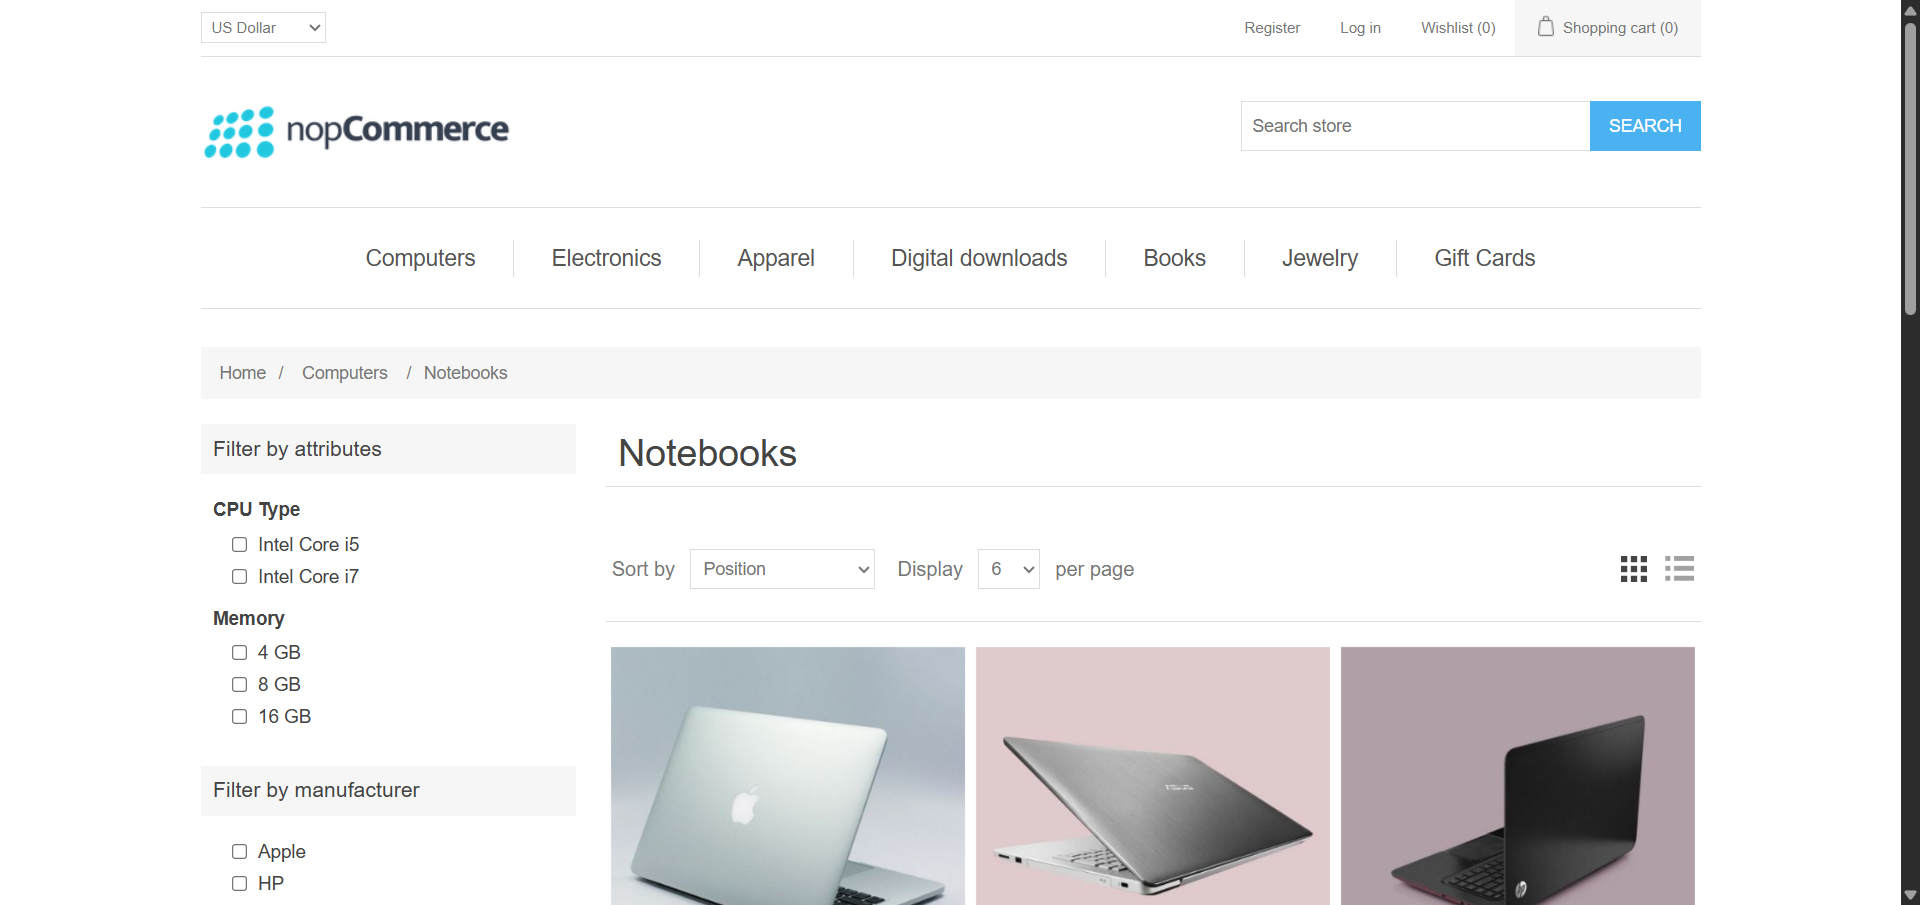 US Dollar
Register
Log in
Wishlist (0)
Shopping cart (0)
nopCommerce
Search store
SEARCH
Computers
Electronics
Apparel
Digital downloads
Books
Jewelry
Gift Cards
Home / Computers / Notebooks
Filter by attributes
CPU Type
Intel Core i5
Intel Core i7
Memory
4 GB
8 GB
16 GB
Filter by manufacturer
Apple
HP
Notebooks
Sort by Position Display 6 per page
hp